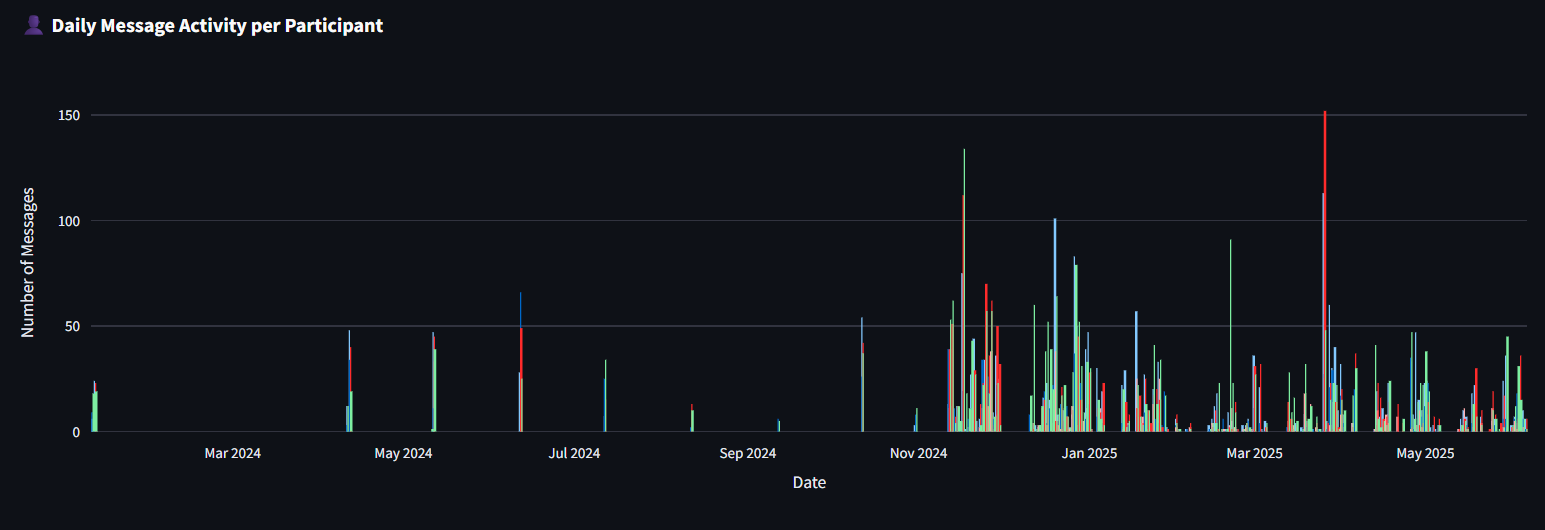 Daily Message Activity per Participant
150
100
50
0
Number of Messages
Mar 2024 May 2024 Jul 2024 Sep 2024 Nov 2024 Jan 2025 Mar 2025 May 2025
Date